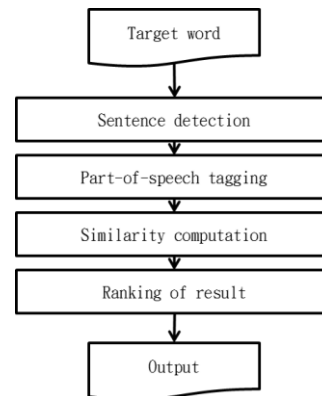 Target word
Sentence detection
Part-of-speech tagging
Similarity computation
Ranking of result
Output